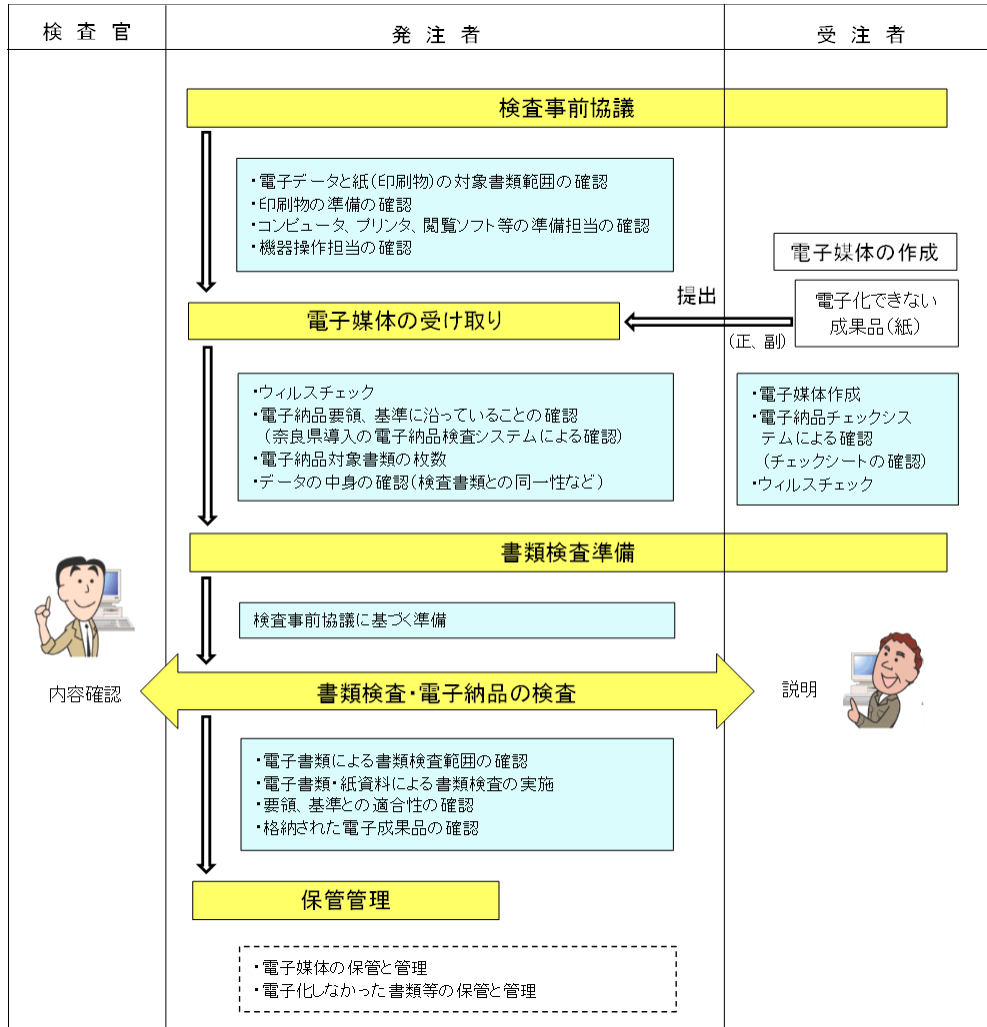 検査官
発注者
受注者
検査事前協議
・電子データと紙(印刷物)の対象書類範囲の確認
・印刷物の準備の確認
・コンピュータ、プリンタ、閲覧ソフト等の準備担当の確認
・機器操作担当の確認
電子媒体の作成
電子化できない
成果品(紙)
提出
(正、副)
電子媒体の受け取り
・ウィルスチェック
・電子納品要領、基準に沿っていることの確認
(奈良県導入の電子納品検査システムによる確認)
・電子納品対象書類の枚数
・データの中身の確認(検査書類との同一性など)
・電子媒体作成
・電子納品チェックシス
テムによる確認
(チェックシートの確認)
・ウィルスチェック
書類検査準備
検査事前協議に基づく準備
内容確認
書類検査・電子納品の検査
説明
・電子書類による書類検査範囲の確認
・電子書類・紙資料による書類検査の実施
・要領、基準との適合性の確認
・格納された電子成果品の確認
保管管理
・電子媒体の保管と管理
・電子化しなかった書類等の保管と管理